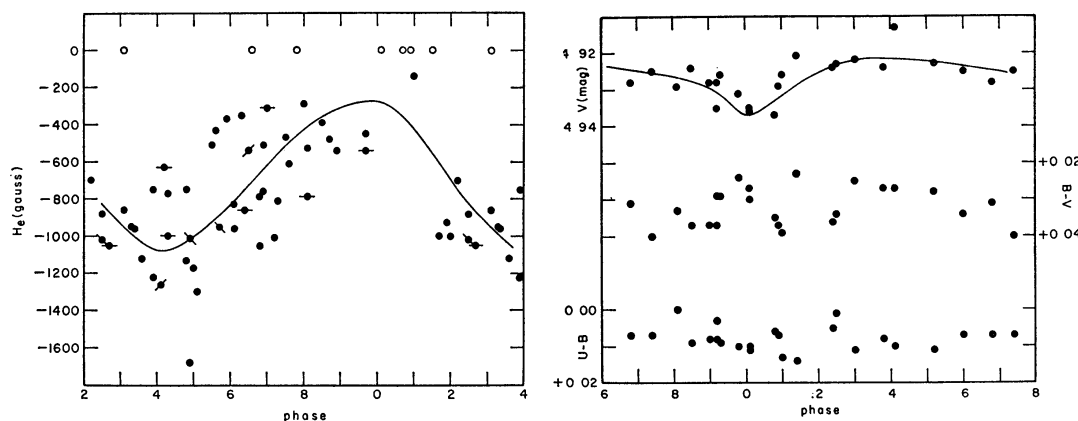 0
−200
−400
−600
−800
−1000
−1200
−1400
−1600
He (gauss)
2 4 6 8 0 2 4
phase
4 92
4 94
V (mag)
+0 02
B-V
+0 04
0 00
U-B
+0 02
6 8 0 2 4 6 8
phase